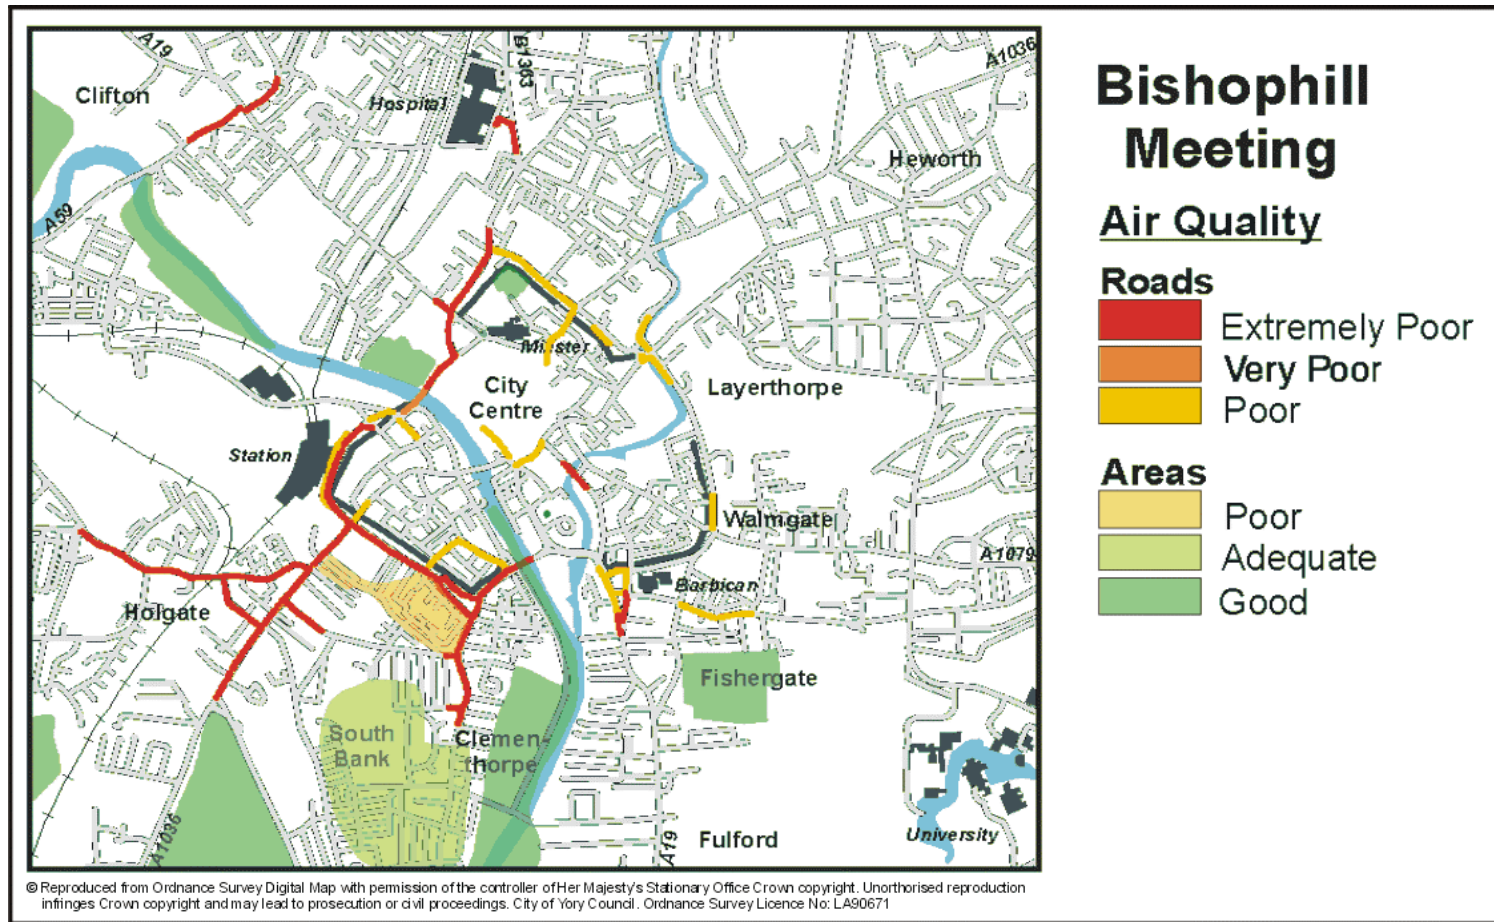 Bishophill
Meeting
Air Quality
Roads
Extremely Poor
Very Poor
Poor
Areas
Poor
Adequate
Good
A19
B1363
A1036
Clifton
Hospital
Heworth
A59
Minster
City
Centre
Layerthorpe
Station
Walmgate
A1079
Barbican
Holgate
Fishergate
South
Bank
Clemen-
thorpe
A1036
A19
Fulford
University
© Reproduced from Ordnance Survey Digital Map with permission of the controller of Her Majesty's Stationary Office Crown copyright. Unorthorised reproduction
infringes Crown copyright and may lead to prosecution or civil proceedings. City of Yory Council. Ordnance Survey Licence No: LA90671